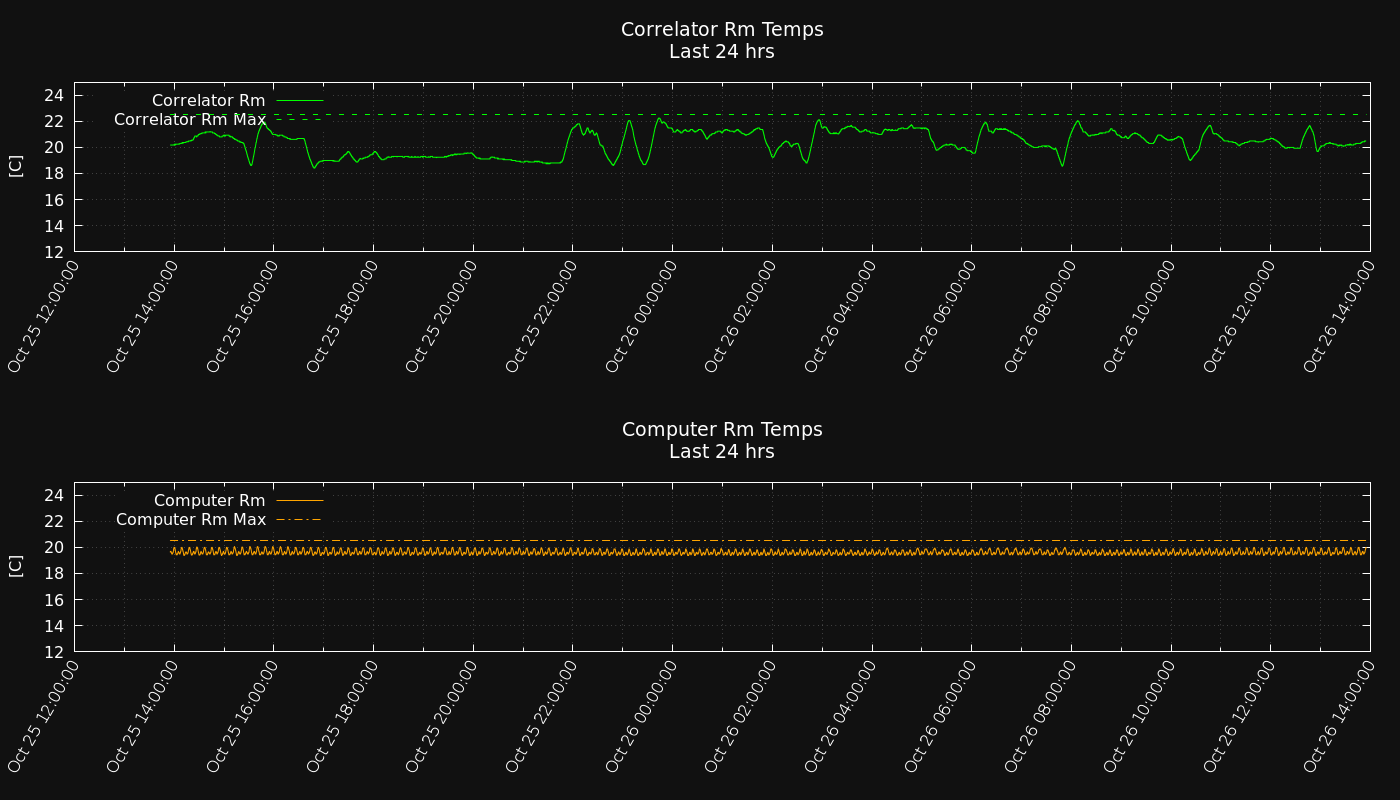 Correlator Rm Temps
Last 24 hrs
Correlator Rm
Correlator Rm Max
[C]
24
22
20
18
16
14
12
Oct 25 12:00:00
Oct 25 14:00:00
Oct 25 16:00:00
Oct 25 18:00:00
Oct 25 20:00:00
Oct 25 22:00:00
Oct 26 00:00:00
Oct 26 02:00:00
Oct 26 04:00:00
Oct 26 06:00:00
Oct 26 08:00:00
Oct 26 10:00:00
Oct 26 12:00:00
Oct 26 14:00:00
Computer Rm Temps
Last 24 hrs
Computer Rm
Computer Rm Max
[C]
24
22
20
18
16
14
12
Oct 25 12:00:00
Oct 25 14:00:00
Oct 25 16:00:00
Oct 25 18:00:00
Oct 25 20:00:00
Oct 25 22:00:00
Oct 26 00:00:00
Oct 26 02:00:00
Oct 26 04:00:00
Oct 26 06:00:00
Oct 26 08:00:00
Oct 26 10:00:00
Oct 26 12:00:00
Oct 26 14:00:00